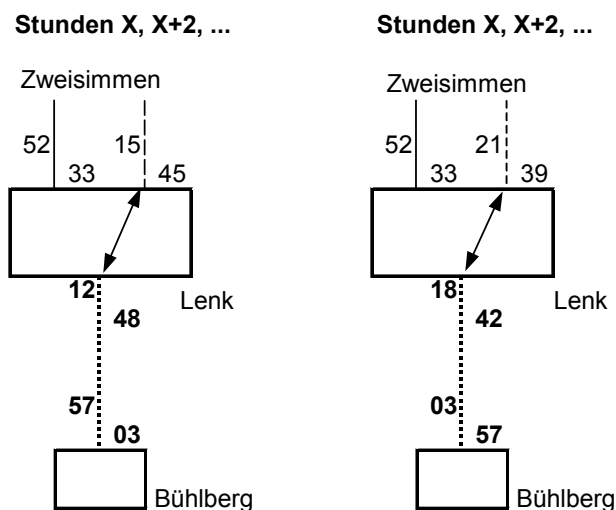 Stunden X, X+2, ...
Zweisimmen
52
15
33
45
12
Lenk
48
57
03
Bühlberg
Stunden X, X+2, ...
Zweisimmen
52
21
33
39
18
Lenk
42
03
57
Bühlberg